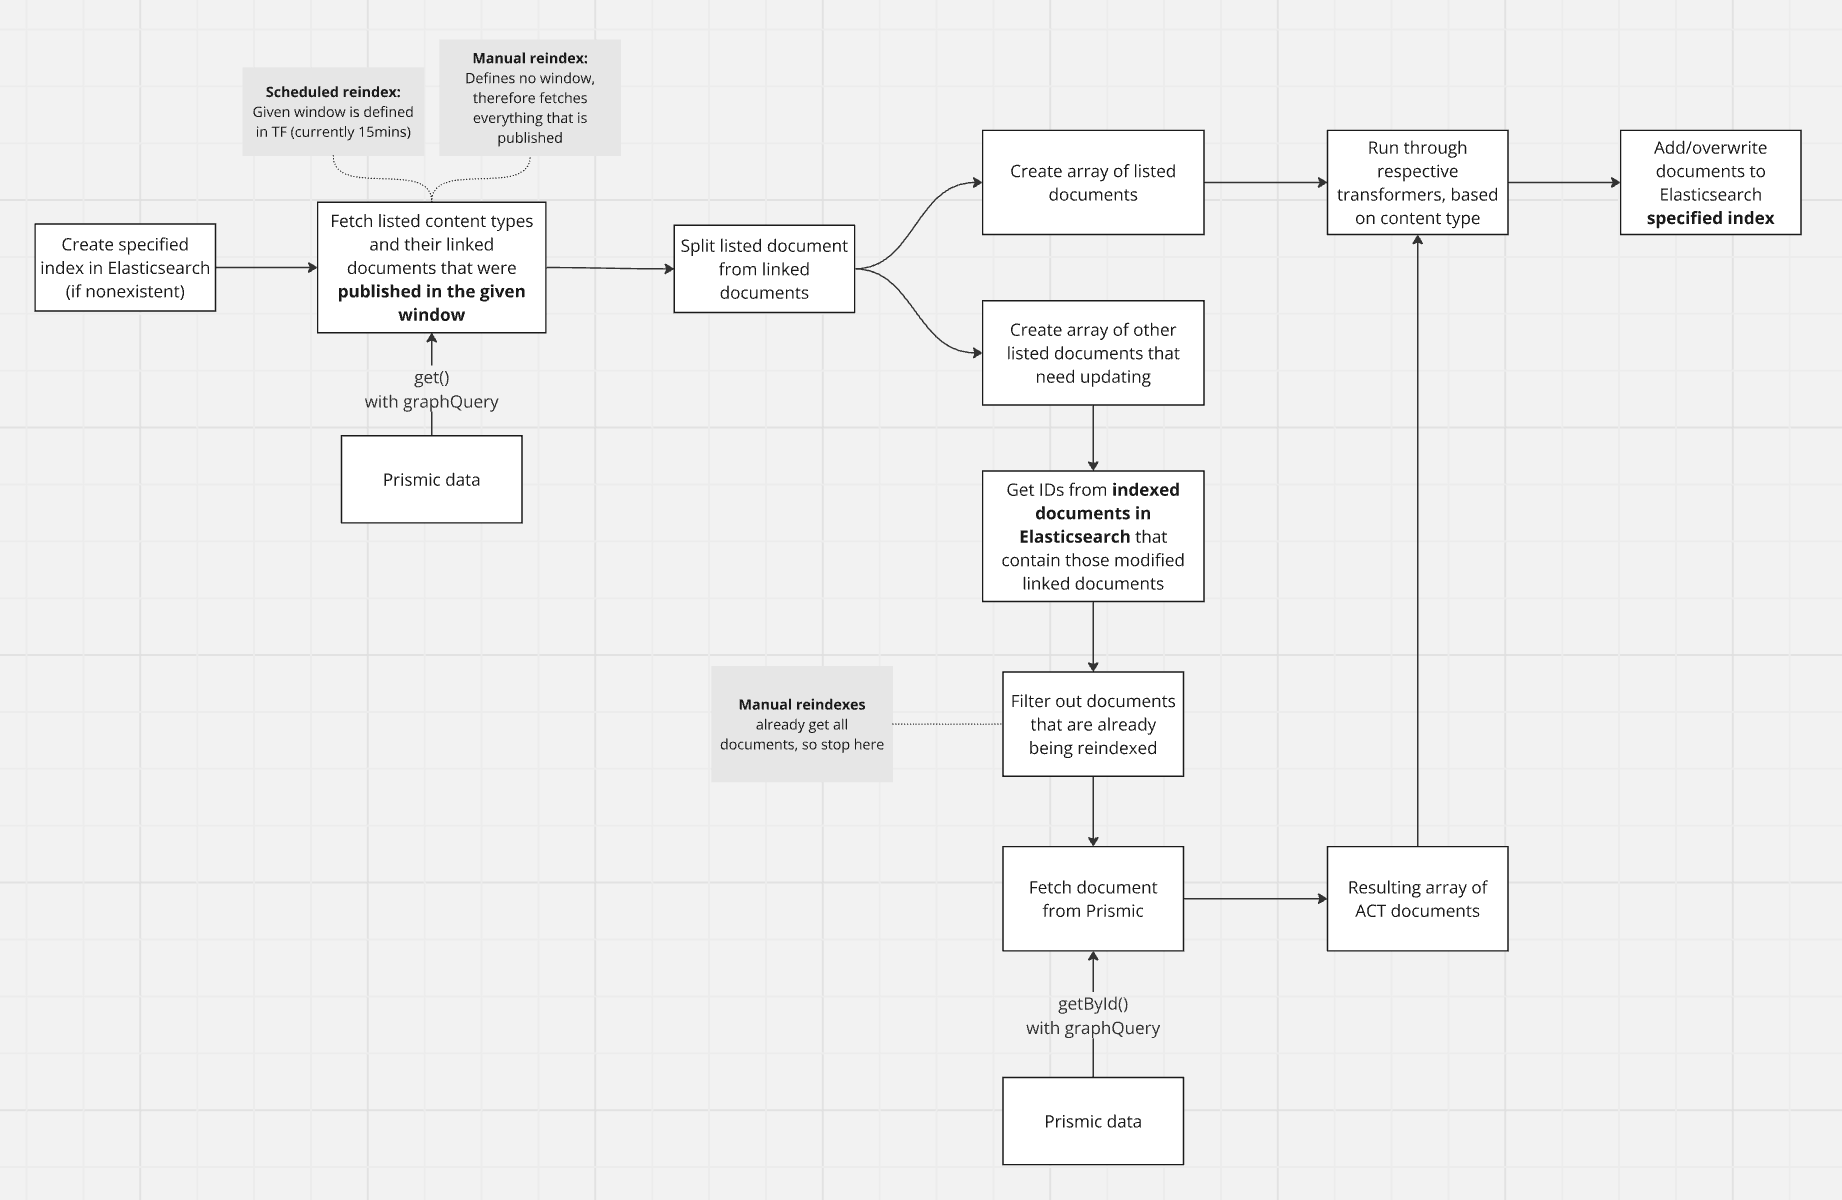 Scheduled reindex:
Given window is defined
in TF (currently 15mins)
Manual reindex:
Defines no window,
therefore fetches
everything that is
published
Create specified
index in Elasticsearch
(if nonexistent)
Fetch listed content types
and their linked
documents that were
published in the given
window
get()
with graphQuery
Prismic data
Split listed document
from linked
documents
Create array of listed
documents
Run through
respective
transformers, based
on content type
Add/overwrite
documents to
Elasticsearch
specified index
Create array of other
listed documents that
need updating
Get IDs from indexed
documents in
Elasticsearch that
contain those modified
linked documents
Manual reindexes
already get all
documents, so stop here
Filter out documents
that are already
being reindexed
Fetch document
from Prismic
Resulting array of
ACT documents
getById()
with graphQuery
Prismic data